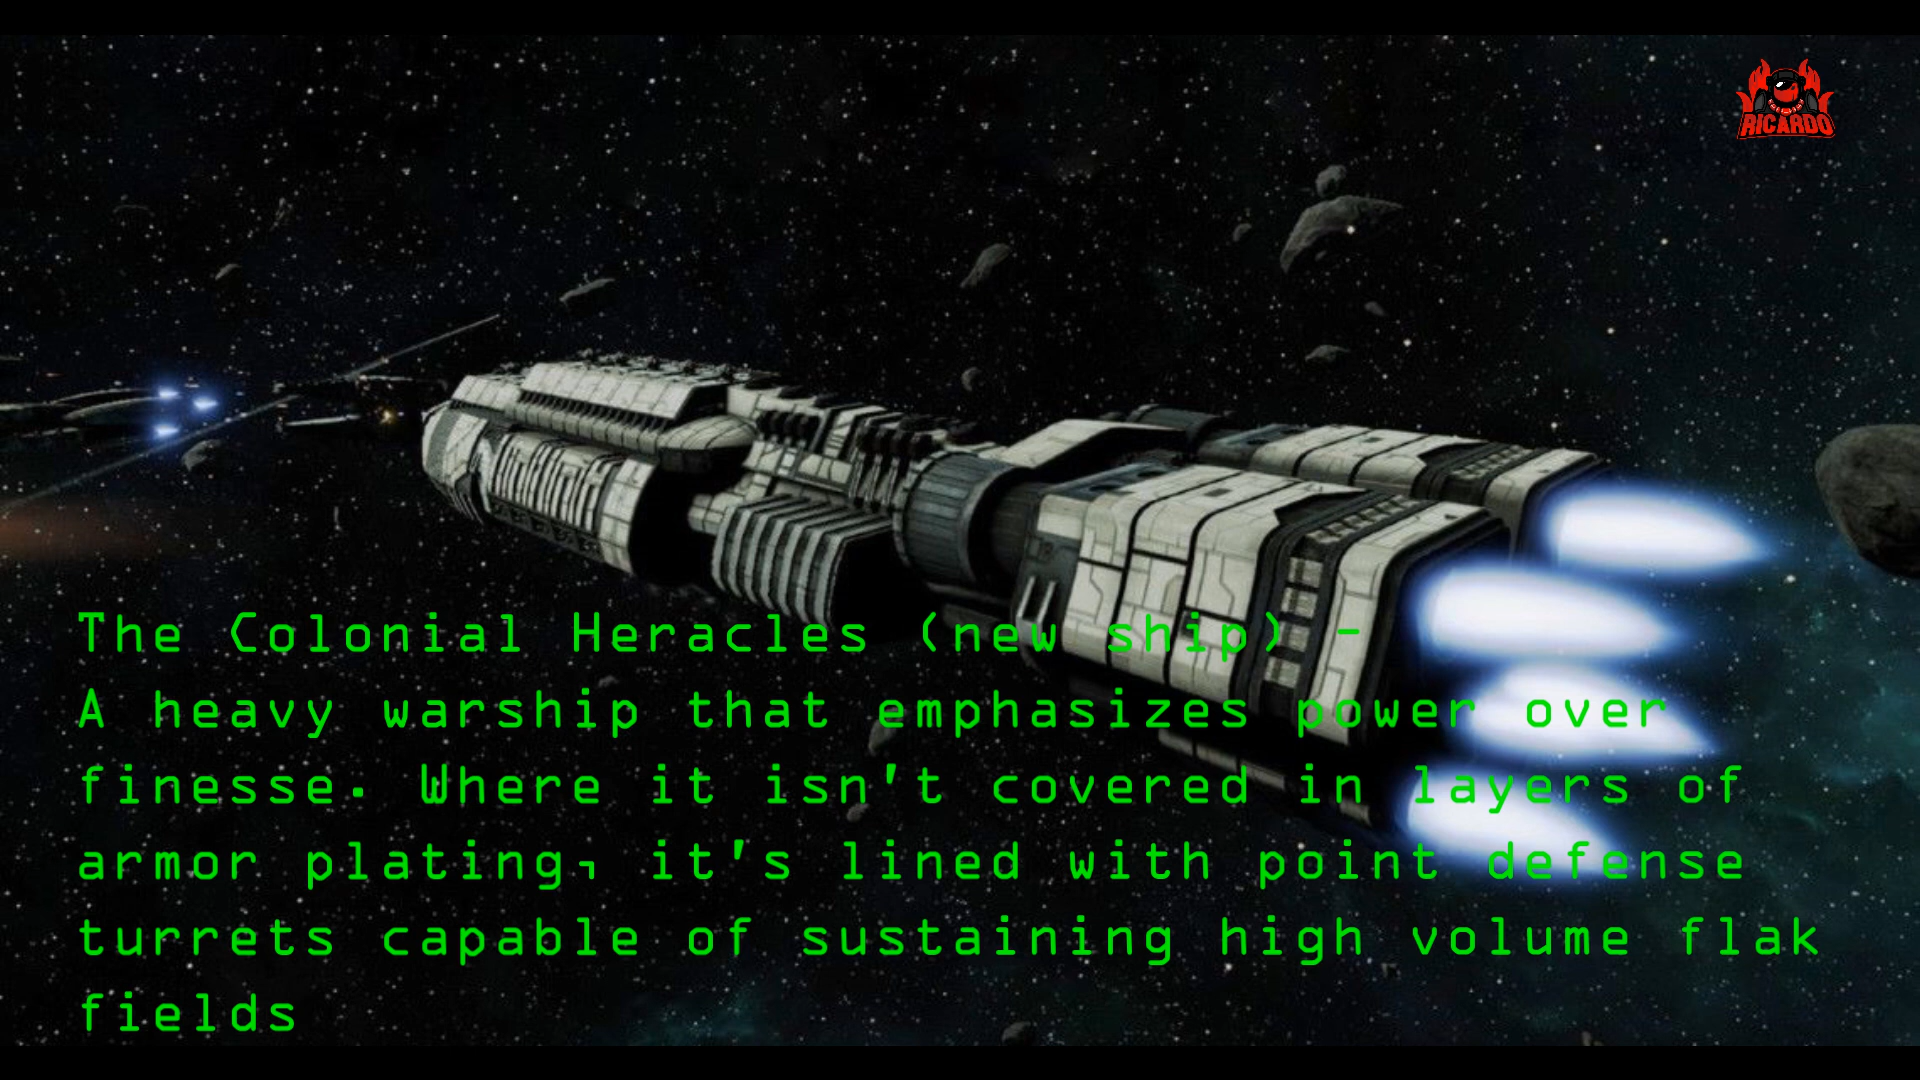 RICARDO
The Colonial Heracles (new ship) -
A heavy warship that emphasizes power over
finesse. Where it isn't covered in layers of
armor plating, it's lined with point defense
turrets capable of sustaining high volume flak
fields